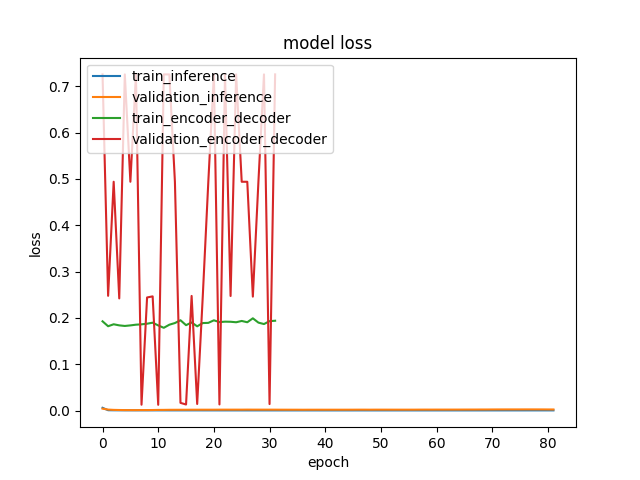 model loss
train_inference
validation_inference
train_encoder_decoder
validation_encoder_decoder
0.7
0.6
0.5
0.4
0.3
0.2
0.1
0.0
loss
0 10 20 30 40 50 60 70 80
epoch